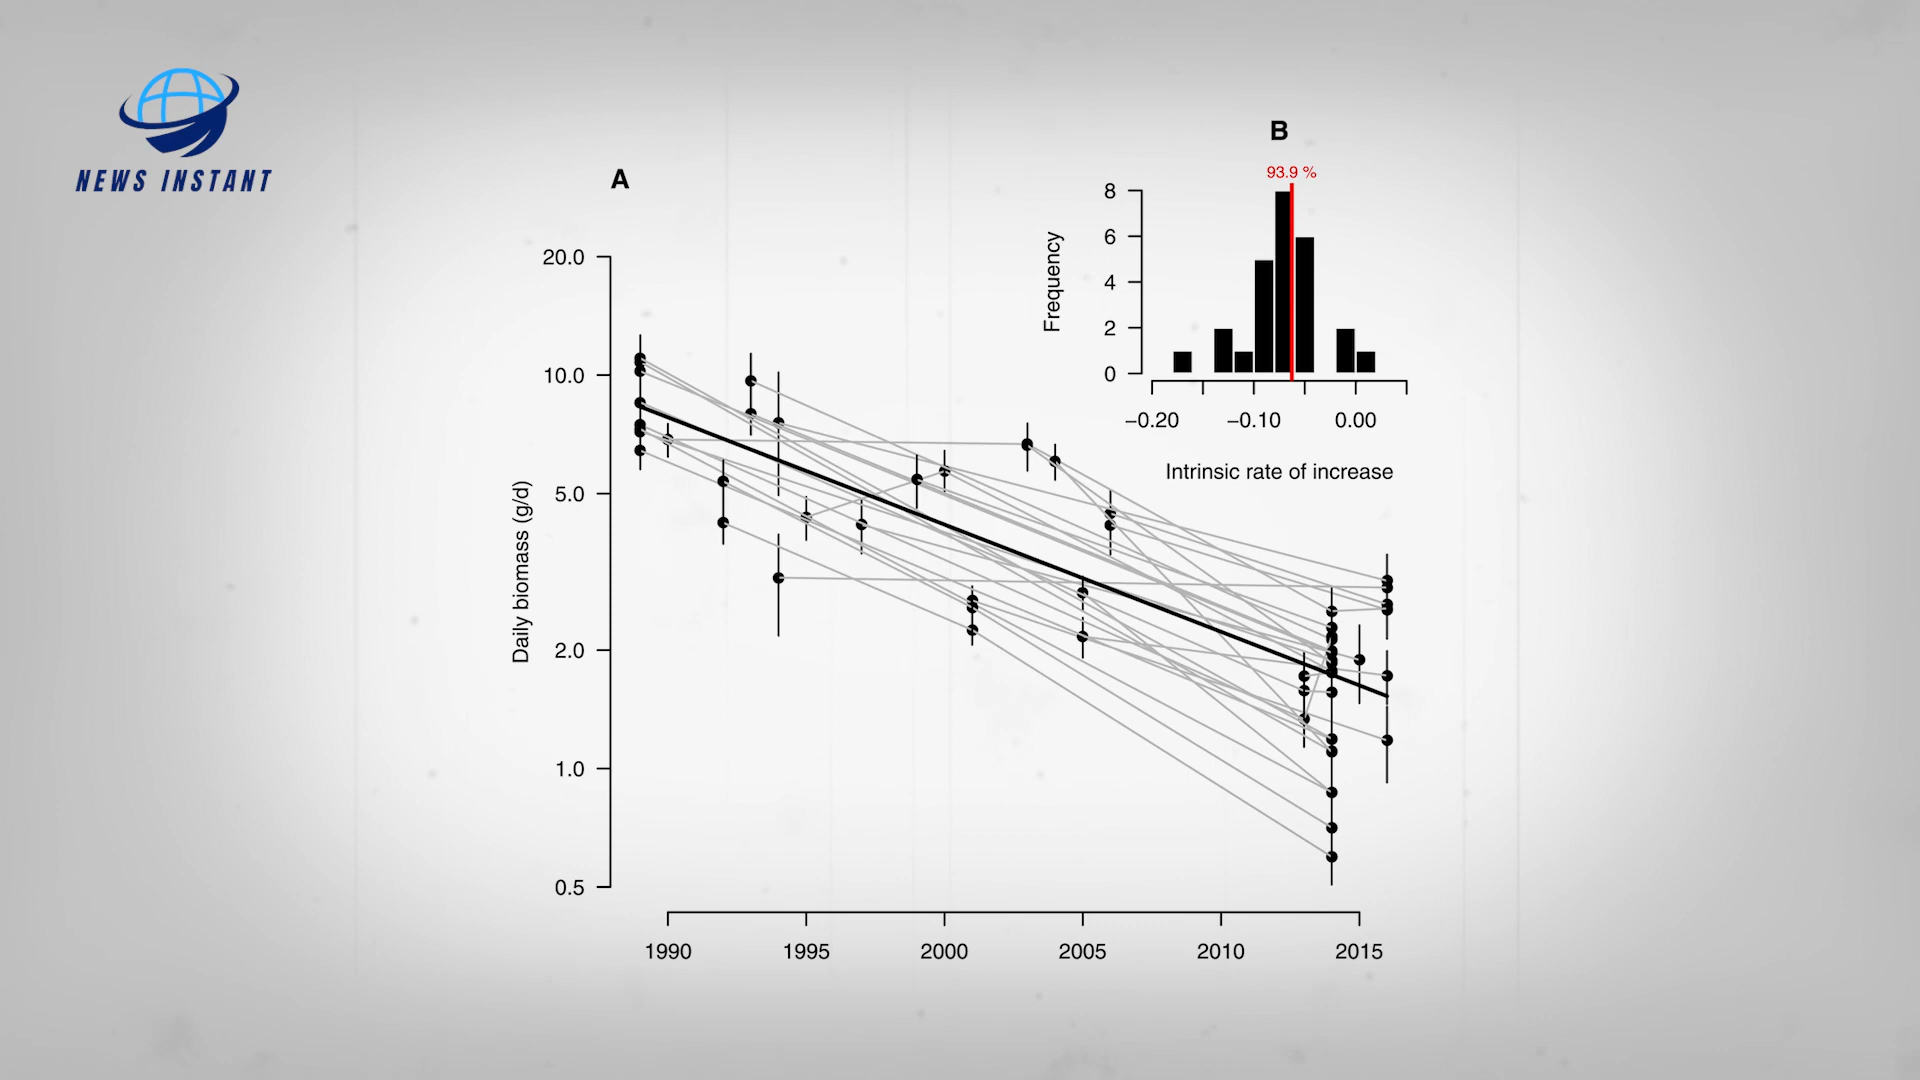 NEWS INSTANT
A
20.0
10.0
5.0
2.0
1.0
0.5
Daily biomass (g/d)
1990 1995 2000 2005 2010 2015
B
93.9 %
8
6
4
2
0
Frequency
−0.20 −0.10 0.00
Intrinsic rate of increase